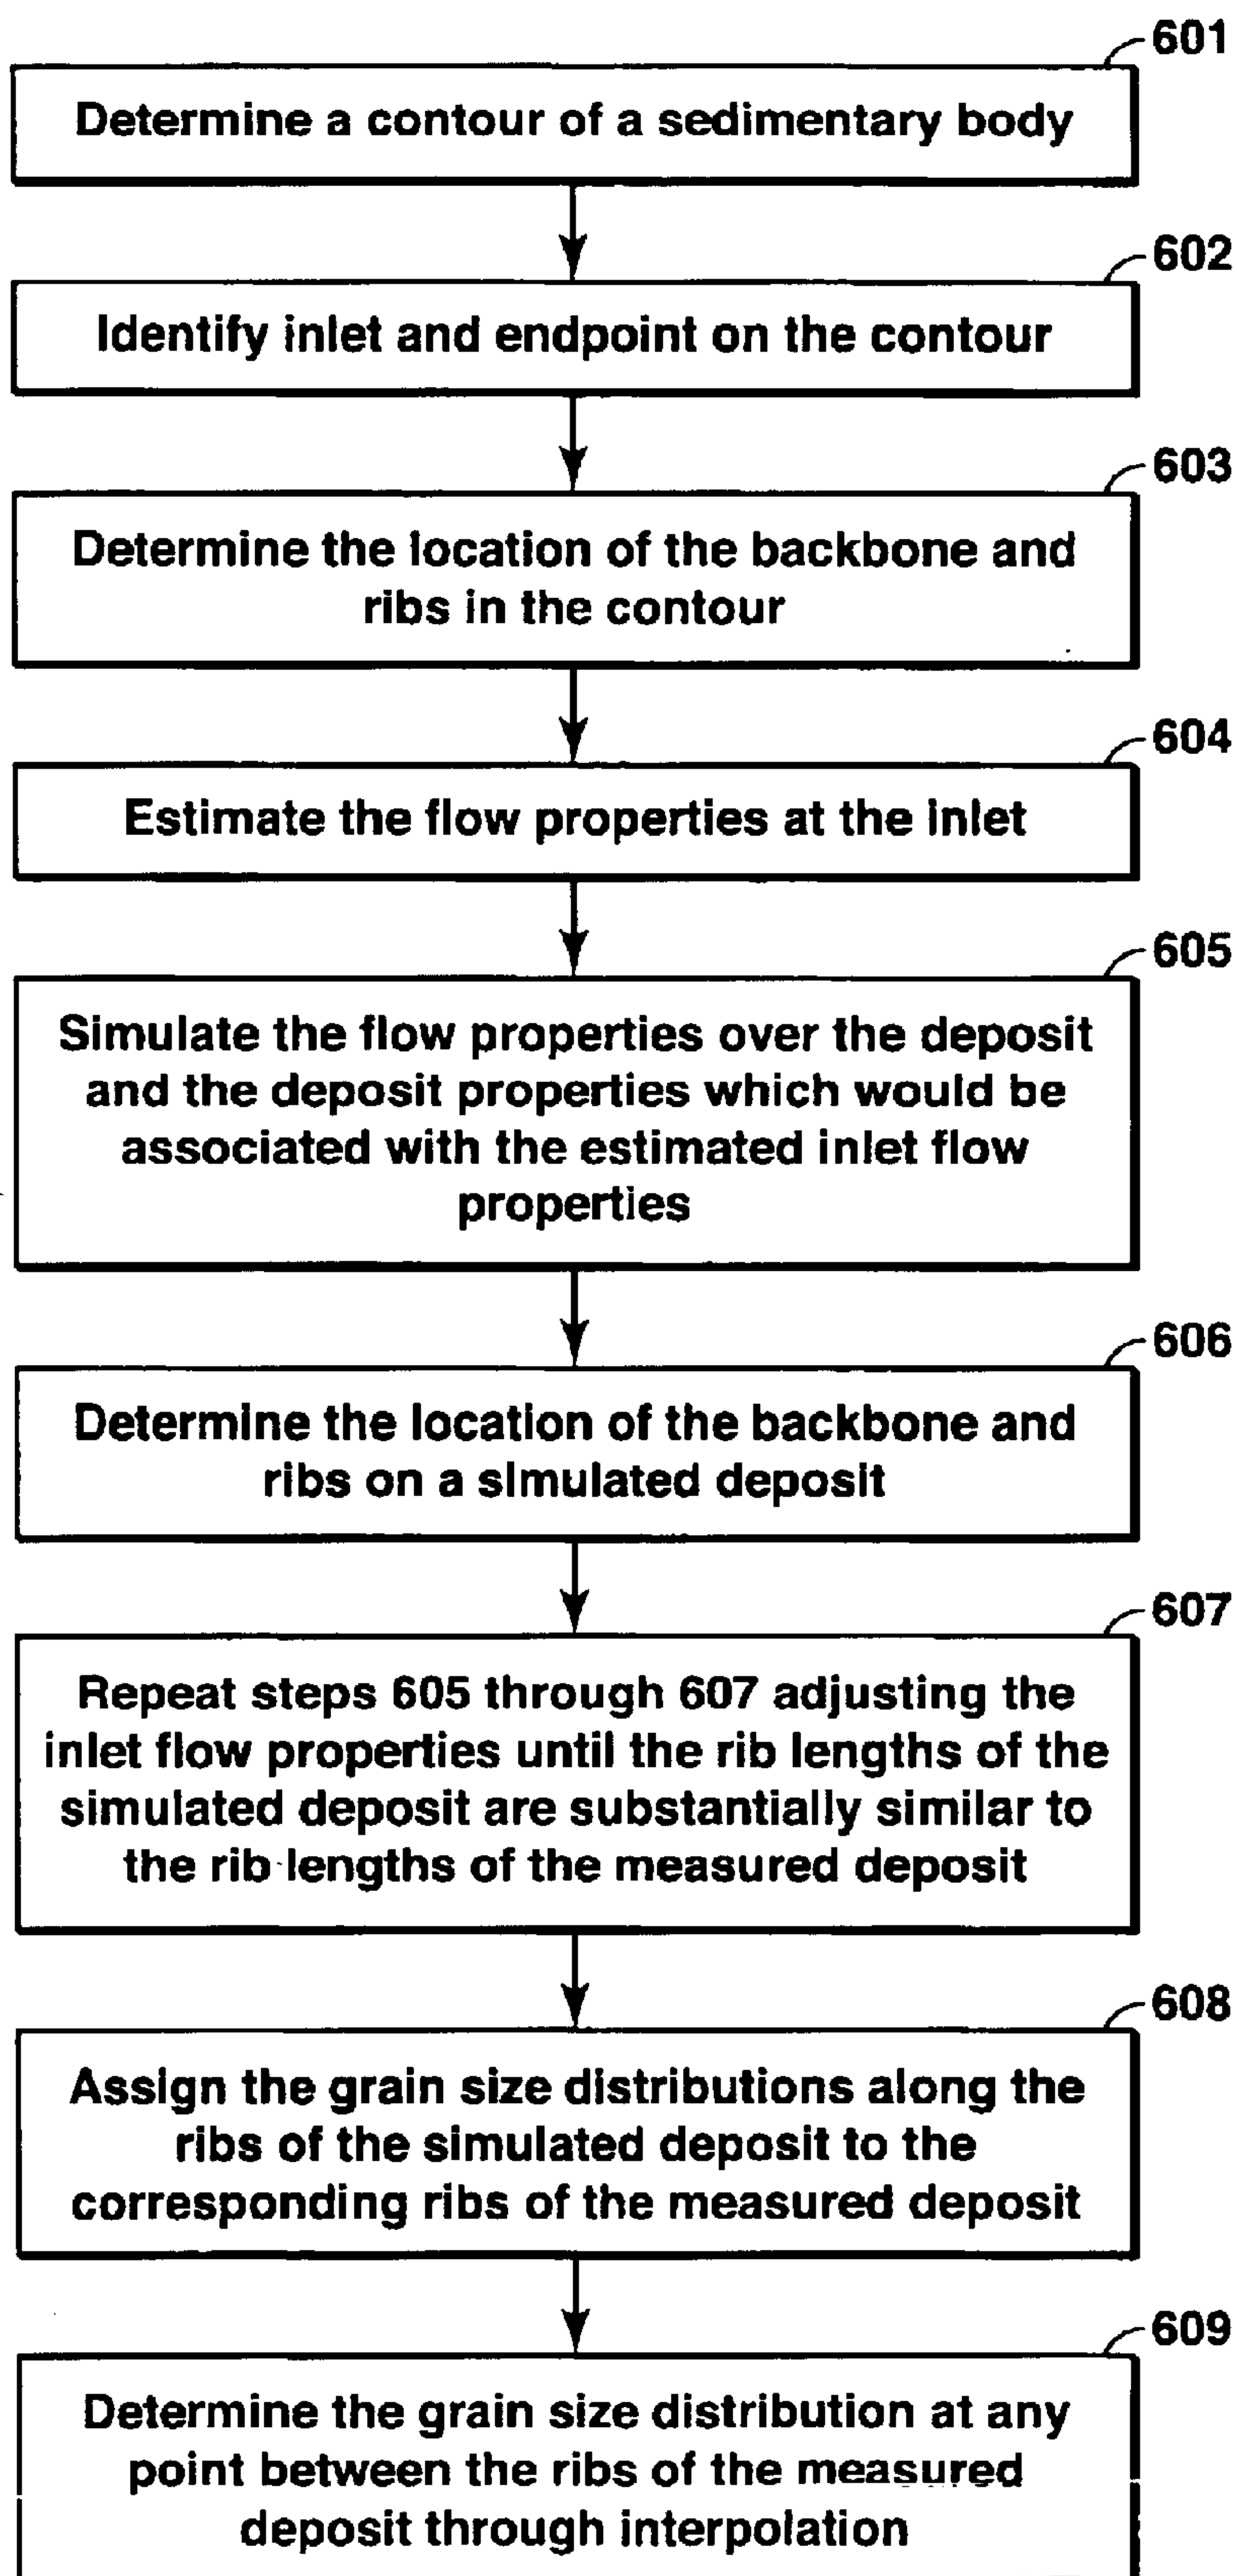 601
Determine a contour of a sedimentary body
602
Identify inlet and endpoint on the contour
603
Determine the location of the backbone and
ribs in the contour
604
Estimate the flow properties at the inlet
605
Simulate the flow properties over the deposit
and the deposit properties which would be
associated with the estimated inlet flow
properties
606
Determine the location of the backbone and
ribs on a simulated deposit
607
Repeat steps 605 through 607 adjusting the
inlet flow properties until the rib lengths of the
simulated deposit are substantially similar to
the rib lengths of the measured deposit
608
Assign the grain size distributions along the
ribs of the simulated deposit to the
corresponding ribs of the measured deposit
609
Determine the grain size distribution at any
point between the ribs of the measured
deposit through interpolation